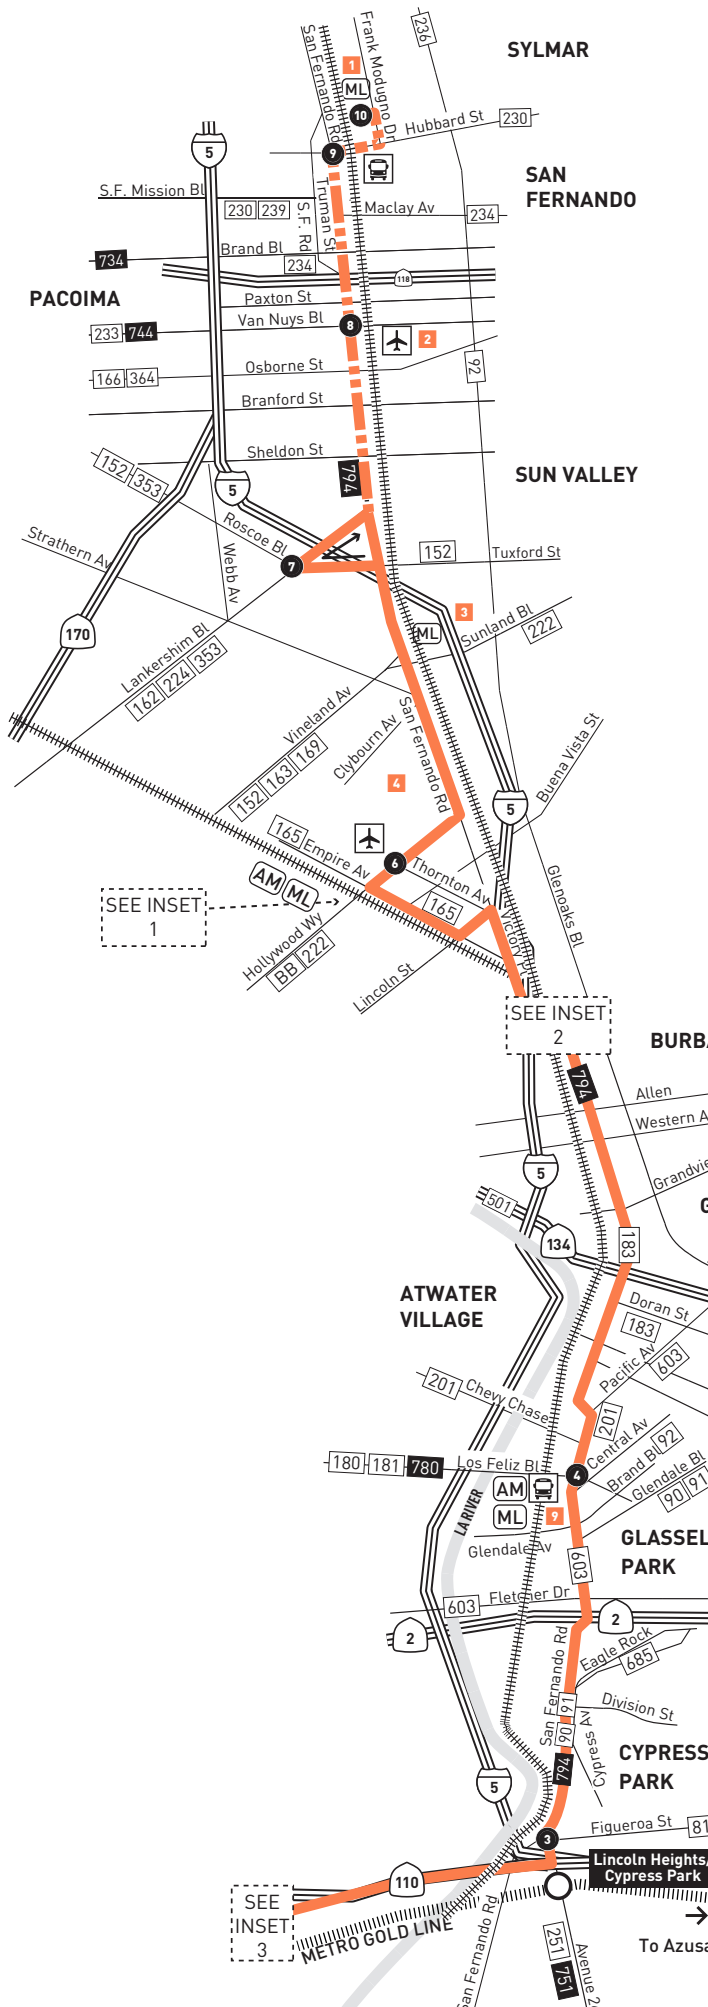 236
SYLMAR
San Fernando Rd
Frank Modugno Dr
1
ML
10
Hubbard St
230
5
9
SAN
FERNANDO
S.F. Mission Bl
230 239
S.F. Rd
Truman St
Maclay Av
234
Brand Bl
734
234
118
PACOIMA
Paxton St
Van Nuys Bl
233 744
8
2
Osborne St
166 364
92
Branford St
Sheldon St
152 353
5
794
SUN VALLEY
Strathern Av
Roscoe Bl
Webb Av
7
152
Tuxford St
170
3
ML
Sunland Bl
222
Lankershim Bl
162 224 353
Vineland Av
152 163 169
Clybourn Av
San Fernando Rd
Buena Vista St
4
5
165
Empire Av
6
Thornton Av
AM ML
165
Glenoaks Bl
SEE INSET
1
Hollywood Wy
BB 222
Lincoln St
Victory Pl
SEE INSET
2
BURBA
794
Allen
Western A
5
Grandvie
501
G
134
183
ATWATER
VILLAGE
Doran St
183
Pacific Av
603
201
Chevy Chase
201
Central Av
180 181 780
Los Feliz Bl
4
Brand Bl
92
Glendale Bl
90 91
AM
ML
9
LA RIVER
Glendale Av
GLASSEL
PARK
603
Fletcher Dr
603
2
2
San Fernando Rd
Eagle Rock
685
91
90
Division St
Cypress Av
794
CYPRESS
PARK
5
3
Figueroa St
81
Lincoln Heights/
Cypress Park
110
SEE
INSET
3
METRO GOLD LINE
San Fernando Rd
To Azusa
251 751
Avenue 2